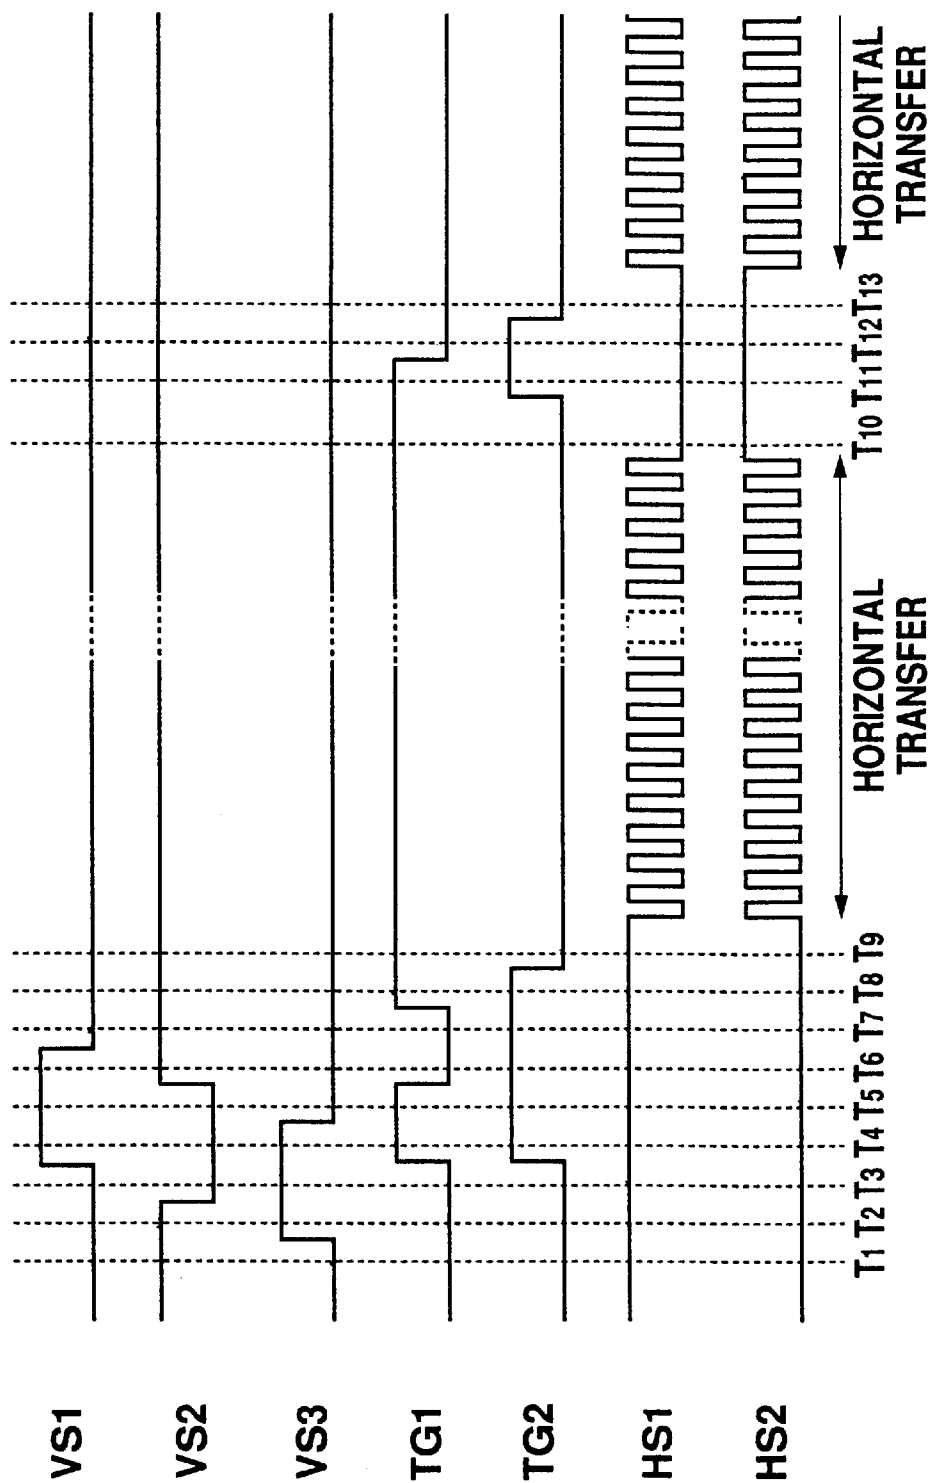 VS1
VS2
VS3
TG1
TG2
HS1
HS2
T1 T2 T3 T4 T5 T6 T7 T8 T9 T10 T11 T12 T13
HORIZONTAL
TRANSFER
HORIZONTAL
TRANSFER